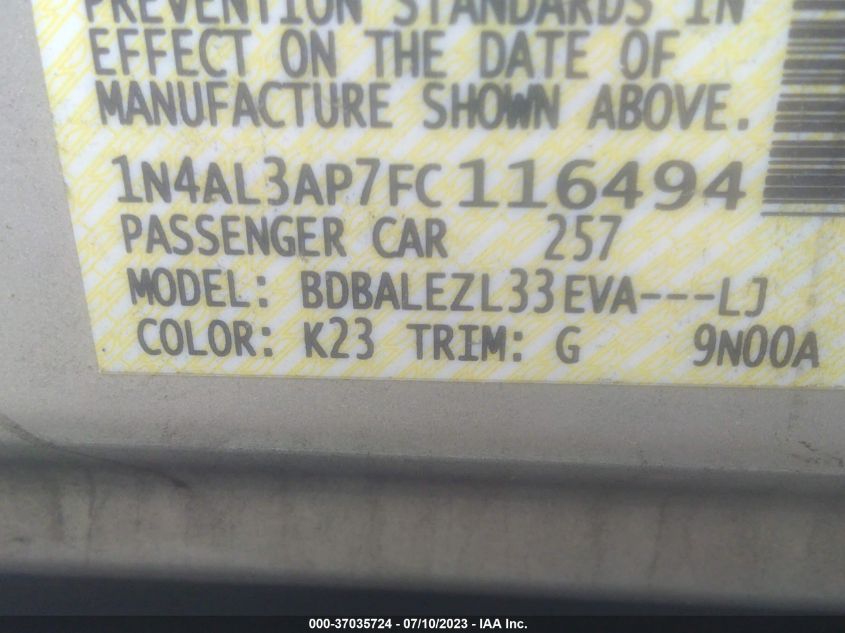 PREVENTION STANDARDS IN
EFFECT ON THE DATE OF
MANUFACTURE SHOWN ABOVE.
1N4AL3AP7FC116494
PASSENGER CAR 257
MODEL: BDBALEZL33EVA---LJ
COLOR: K23 TRIM: G 9N00A
000-37035724 - 07/10/2023 - IAA Inc.